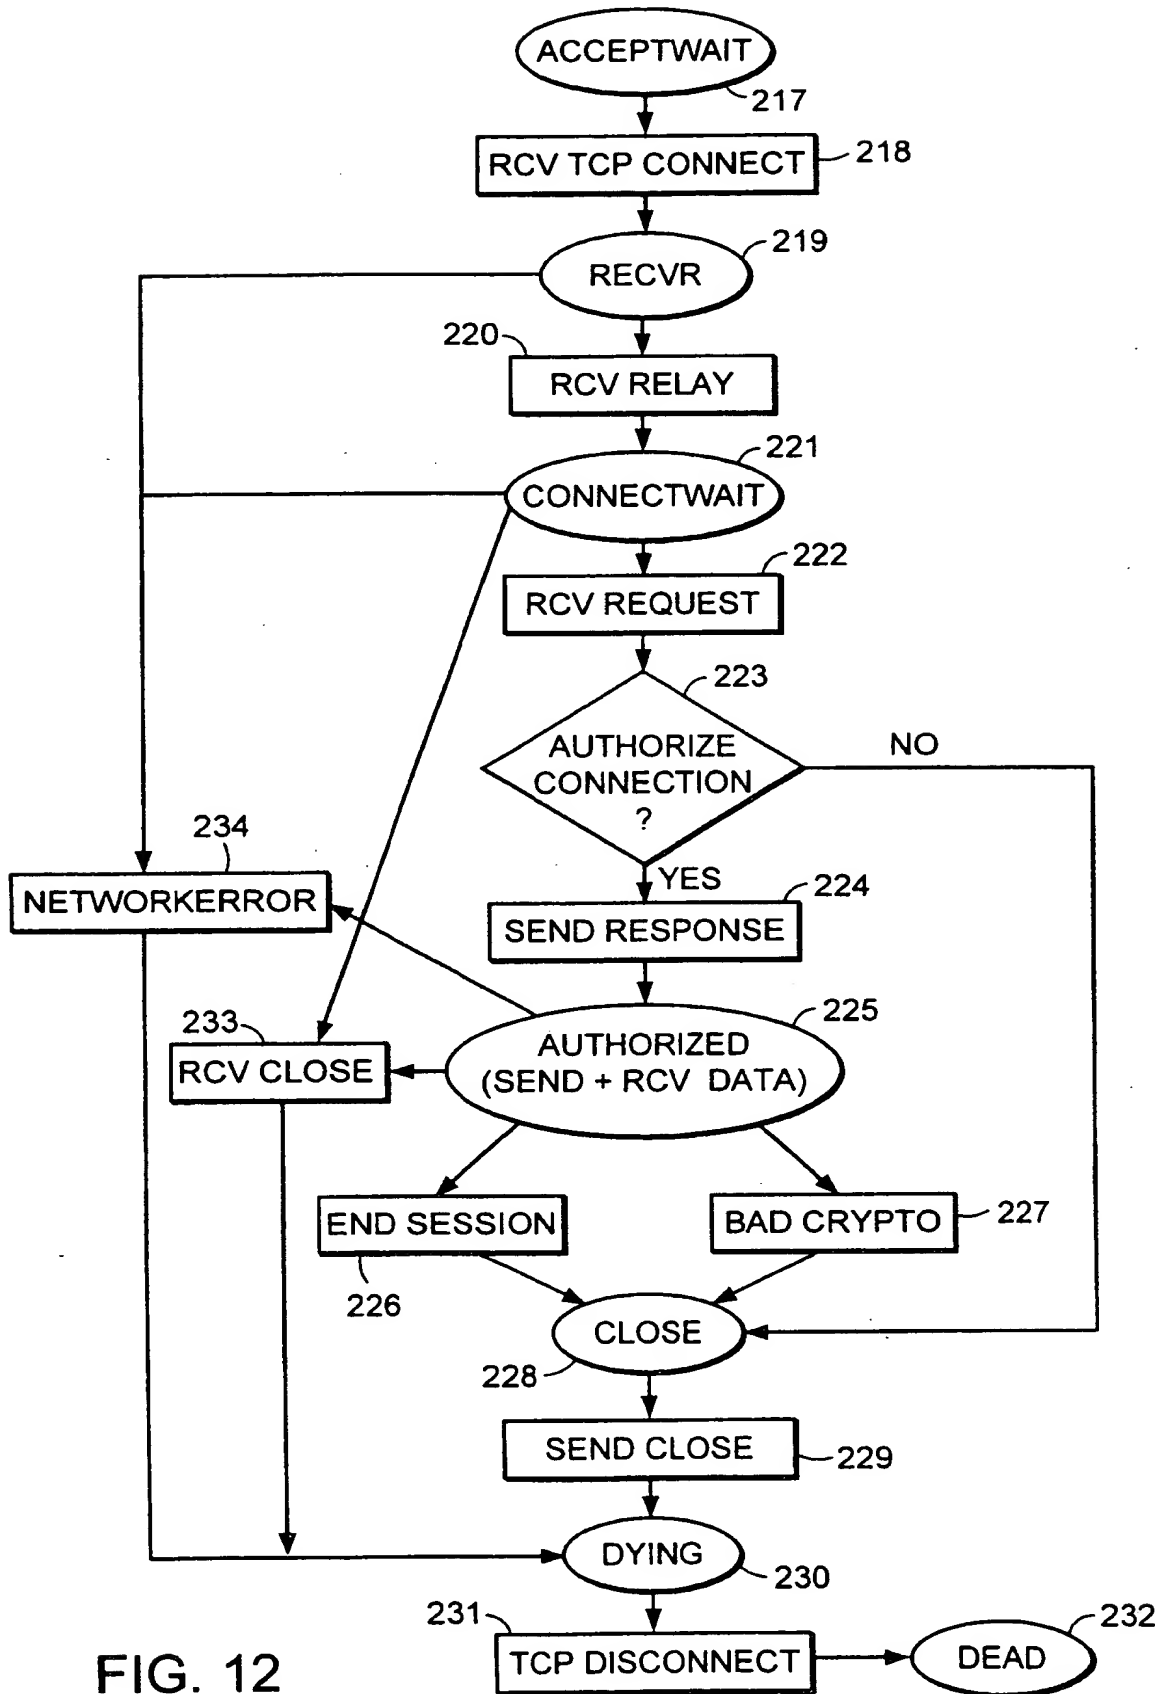 ACCEPTWAIT
217
RCV TCP CONNECT
218
219
RECVR
220
RCV RELAY
221
CONNECTWAIT
222
RCV REQUEST
223
AUTHORIZE
CONNECTION
?
NO
YES
234
NETWORKERROR
224
SEND RESPONSE
225
AUTHORIZED
(SEND + RCV DATA)
233
RCV CLOSE
END SESSION
226
BAD CRYPTO
227
CLOSE
228
SEND CLOSE
229
DYING
230
231
TCP DISCONNECT
232
DEAD
FIG. 12